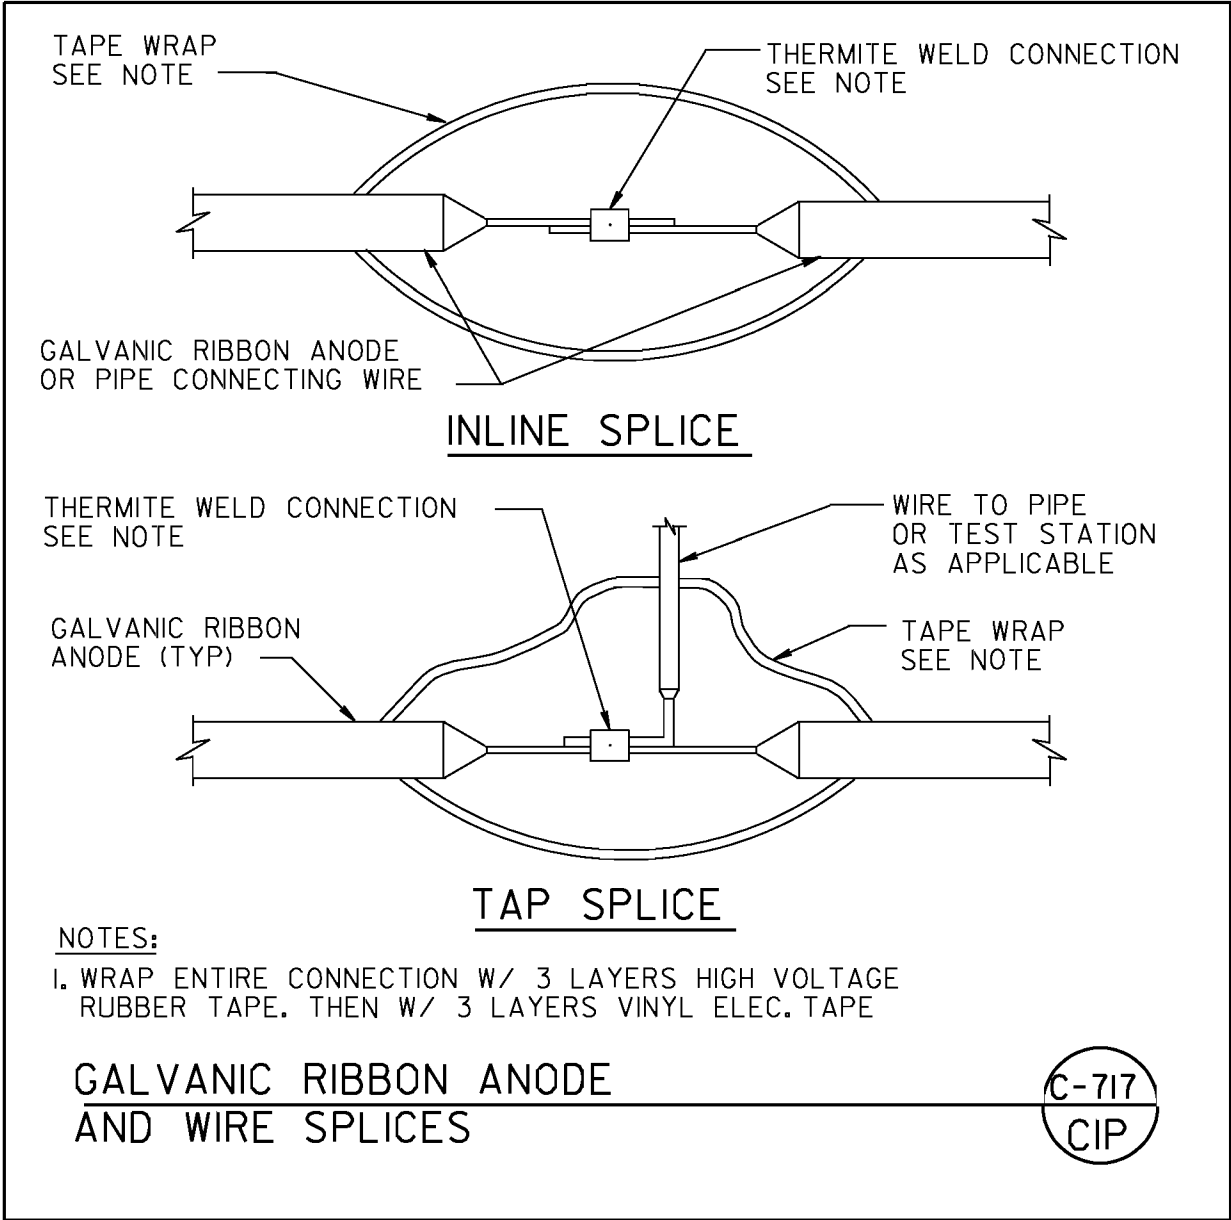 TAPE WRAP
SEE NOTE
THERMITE WELD CONNECTION
SEE NOTE
GALVANIC RIBBON ANODE
OR PIPE CONNECTING WIRE
INLINE SPLICE
THERMITE WELD CONNECTION
SEE NOTE
WIRE TO PIPE
OR TEST STATION
AS APPLICABLE
GALVANIC RIBBON
ANODE (TYP)
TAPE WRAP
SEE NOTE
TAP SPLICE
NOTES:
1. WRAP ENTIRE CONNECTION W/ 3 LAYERS HIGH VOLTAGE
RUBBER TAPE. THEN W/ 3 LAYERS VINYL ELEC. TAPE
GALVANIC RIBBON ANODE
AND WIRE SPLICES
C-717
CIP